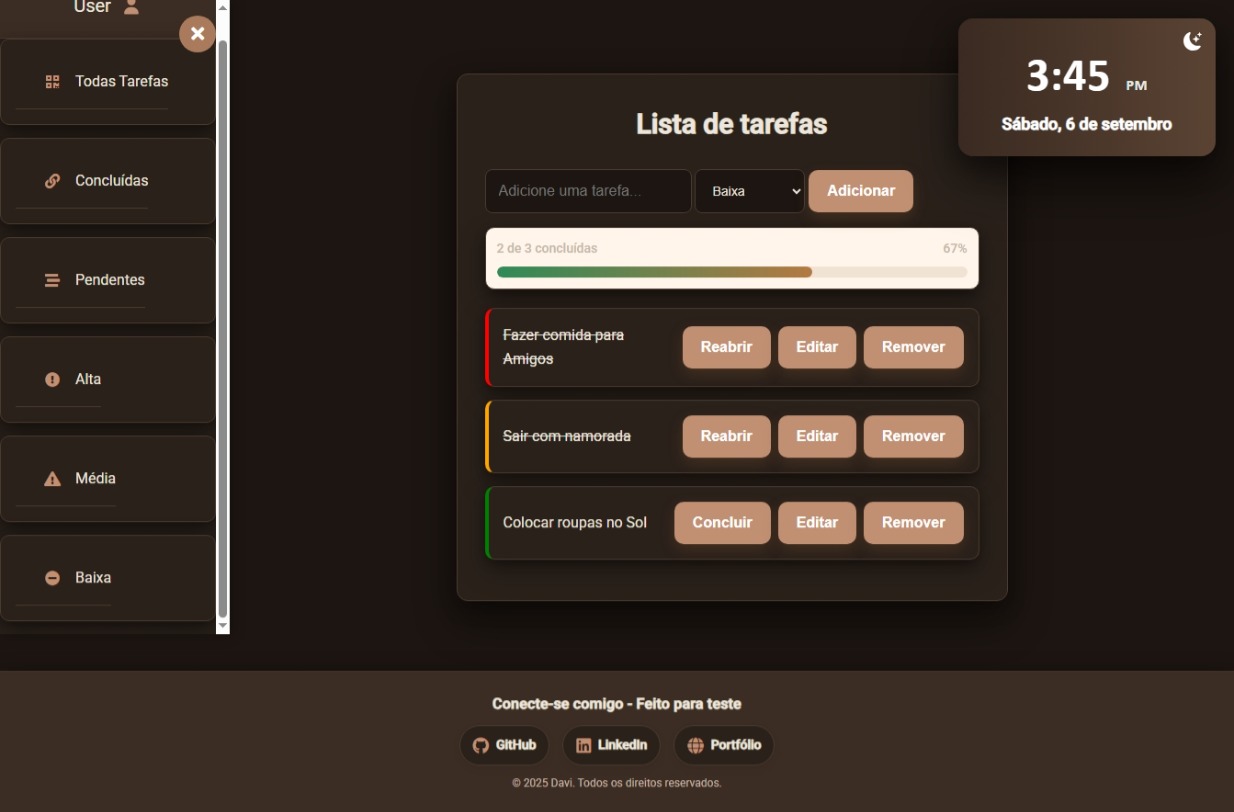 User
Todas Tarefas
Concluídas
Pendentes
Alta
Média
Baixa
3:45 PM
Sábado, 6 de setembro
Lista de tarefas
Adicione uma tarefa... Baixa Adicionar
2 de 3 concluídas 67%
Fazer comida para
Amigos
Reabrir Editar Remover
Sair com namorada Reabrir Editar Remover
Colocar roupas no Sol Concluir Editar Remover
Conecte-se comigo - Feito para teste
GitHub LinkedIn Portfólio
© 2025 Davi. Todos os direitos reservados.